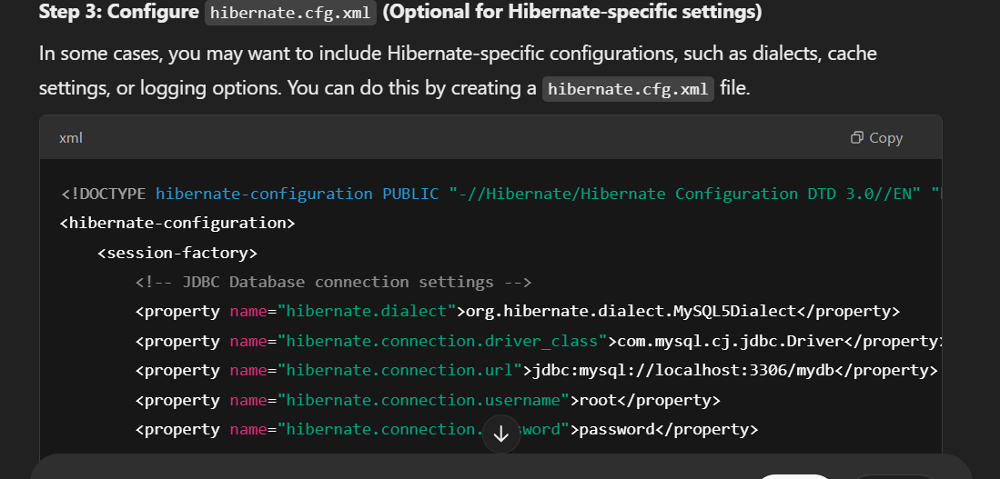 Step 3: Configure hibernate.cfg.xml (Optional for Hibernate-specific settings)
In some cases, you may want to include Hibernate-specific configurations, such as dialects, cache
settings, or logging options. You can do this by creating a hibernate.cfg.xml file.
xml
Copy
<!DOCTYPE hibernate-configuration PUBLIC "-//Hibernate/Hibernate Configuration DTD 3.0//EN" "
<hibernate-configuration>
<session-factory>
<!-- JDBC Database connection settings -->
<property name="hibernate.dialect">org.hibernate.dialect.MySQL5Dialect</property>
<property name="hibernate.connection.driver_class">com.mysql.cj.jdbc.Driver</property>
<property name="hibernate.connection.url">jdbc:mysql://localhost:3306/mydb</property>
<property name="hibernate.connection.username">root</property>
<property name="hibernate.connection. sword">password</property>